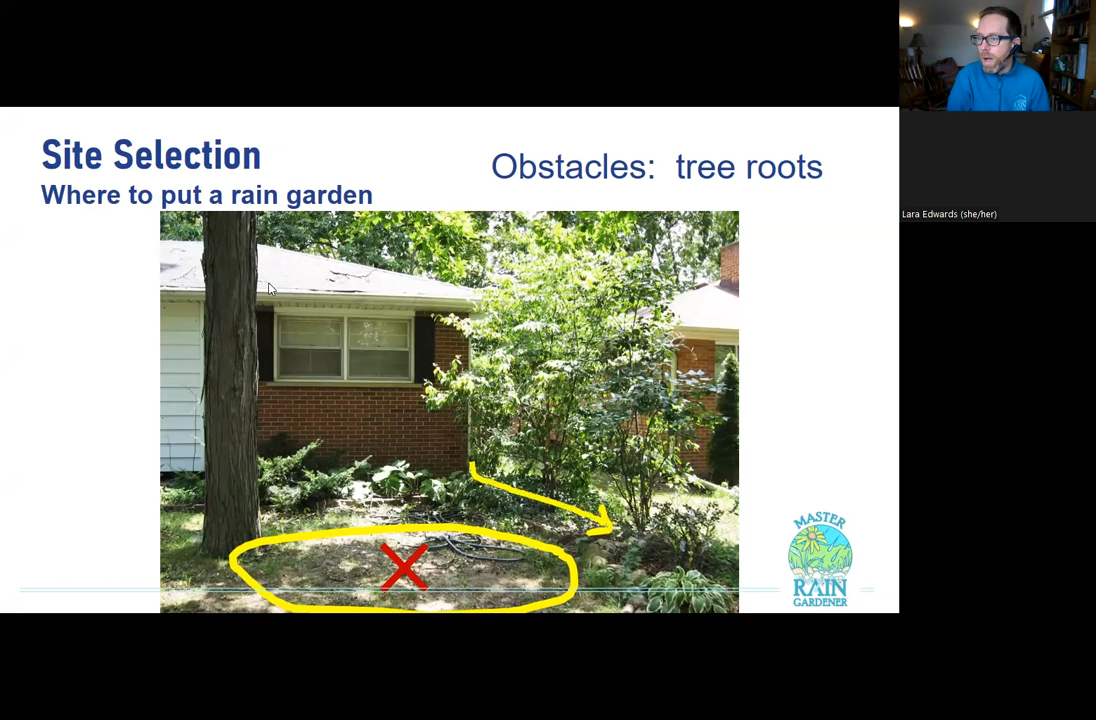 Site Selection
Where to put a rain garden
Obstacles: tree roots
Lara Edwards (she/her)
MASTER
RAIN
GARDENER